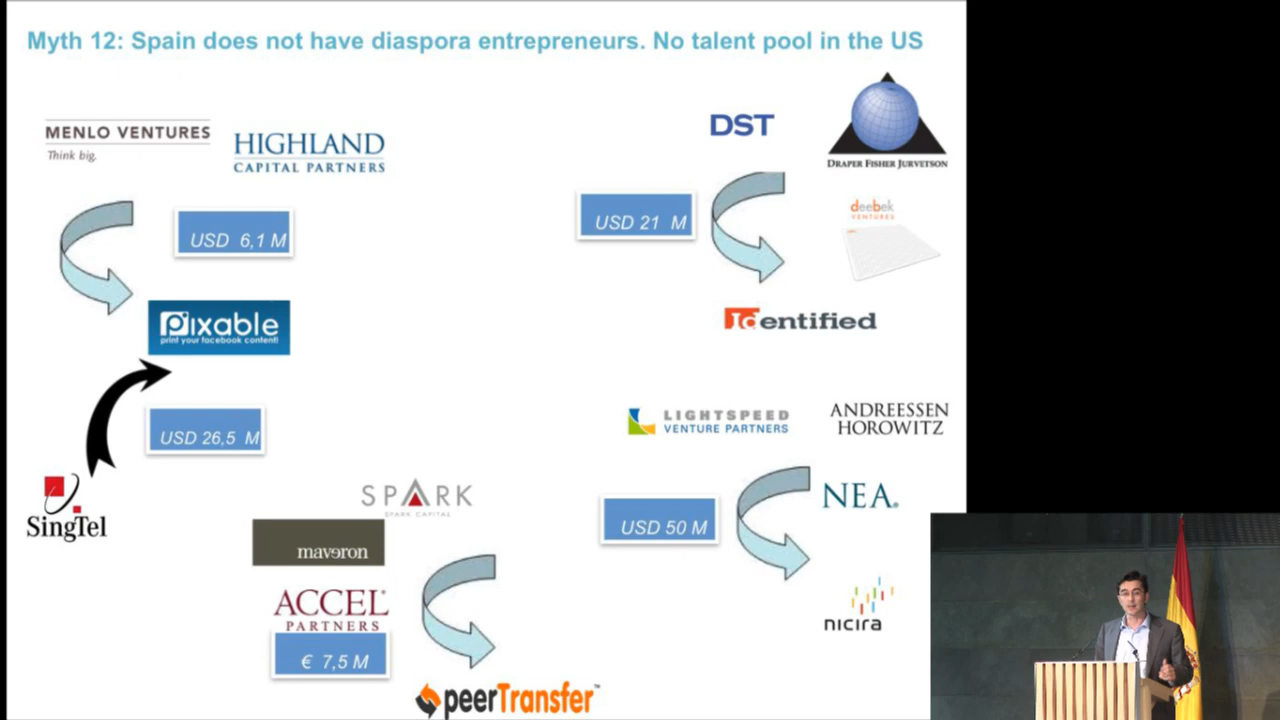 Myth 12: Spain does not have diaspora entrepreneurs. No talent pool in the US
MENLO VENTURES
Think big.
HIGHLAND
CAPITAL PARTNERS
USD 6,1 M
Pixable
print your facebook content!
USD 26,5 M
SingTel
SPARK
SPARK CAPITAL
maveron
ACCEL
PARTNERS
€ 7,5 M
peerTransfer™
DST
DRAPER FISHER JURVETSON
USD 21 M
deebek
VENTURES
Identified
LIGHTSPEED
VENTURE PARTNERS
ANDREESSEN
HOROWITZ
NEA®
USD 50 M
nicira